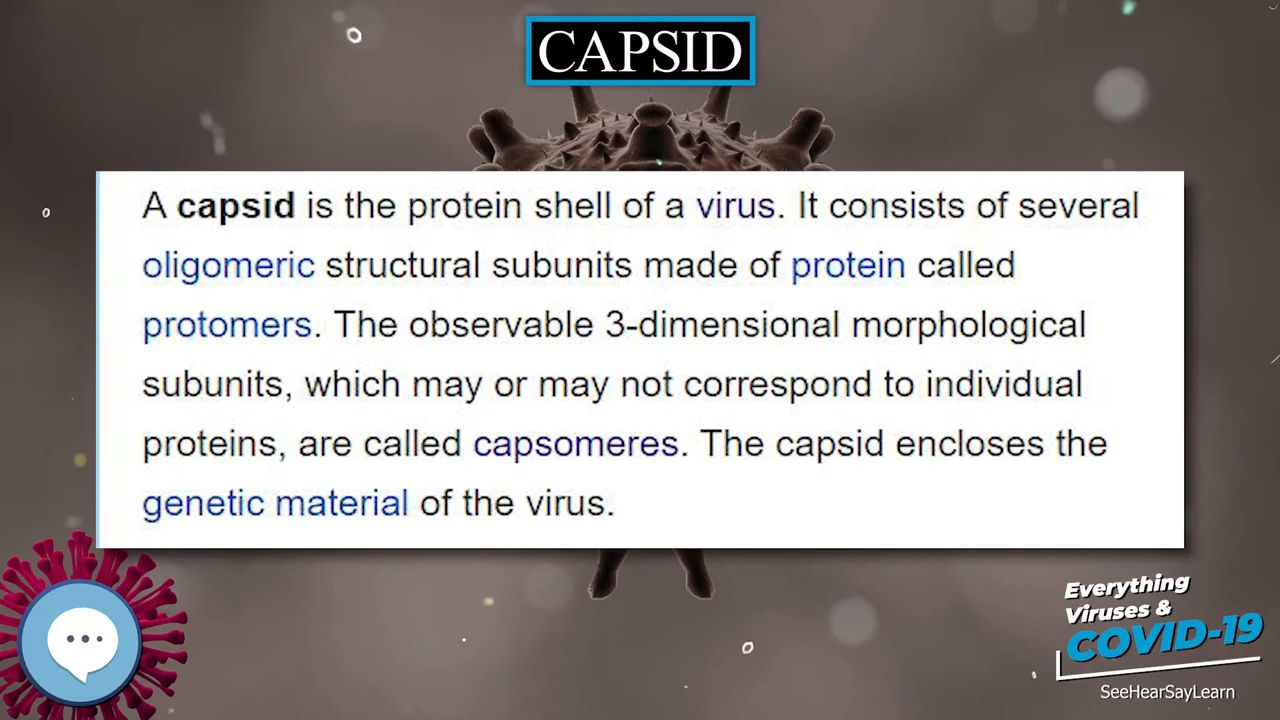 CAPSID
A capsid is the protein shell of a virus. It consists of several
oligomeric structural subunits made of protein called
protomers. The observable 3-dimensional morphological
subunits, which may or may not correspond to individual
proteins, are called capsomeres. The capsid encloses the
genetic material of the virus.
Everything
Viruses &
COVID-19
SeeHearSayLearn